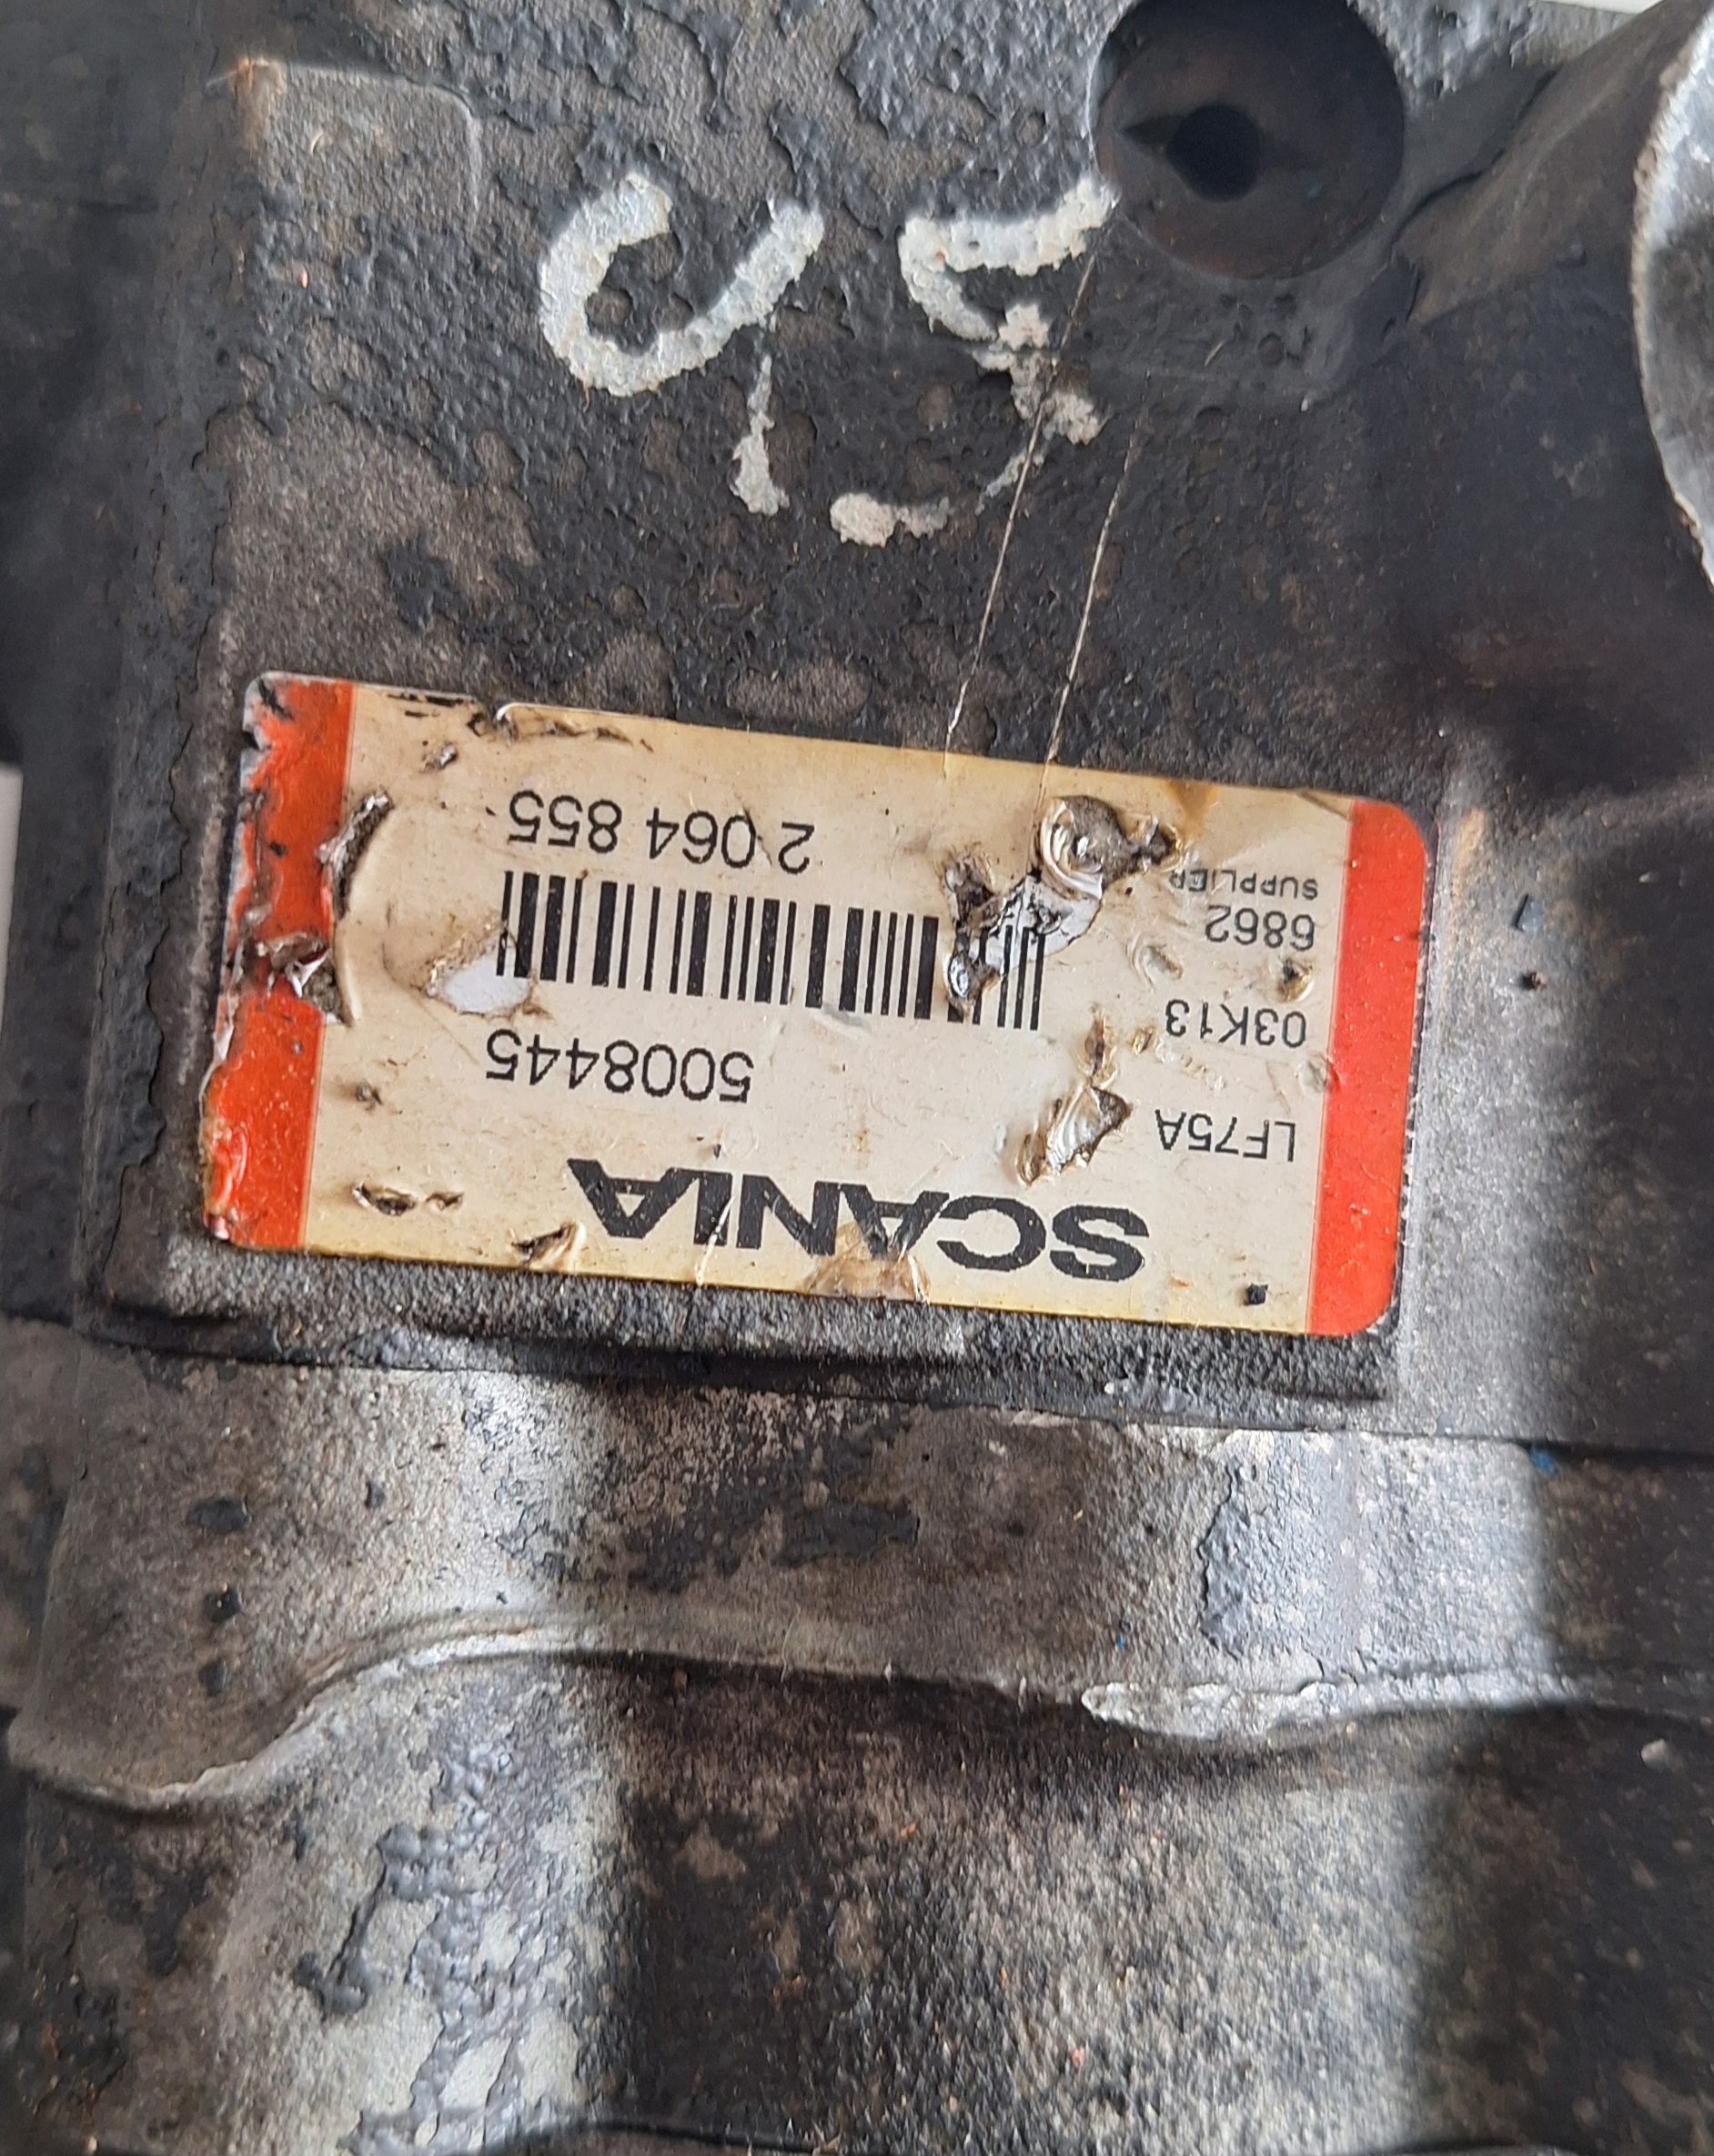 SCANIA
LF75A
5008445
03K13
6862
SUPPLIER
2 064 855